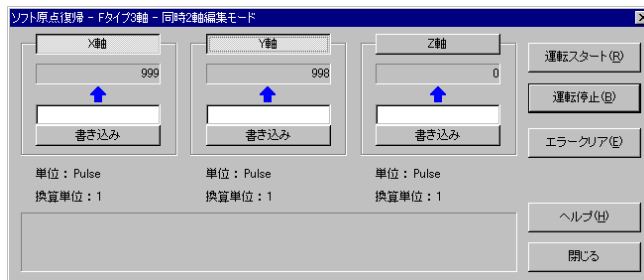 ソフト原点復帰 - Fタイプ3軸 - 同時2軸編集モード
X軸
Y軸
Z軸
999
998
0
書き込み
書き込み
書き込み
単位：Pulse
単位：Pulse
単位：Pulse
換算単位：1
換算単位：1
換算単位：1
運転スタート(R)
運転停止(B)
エラークリア(E)
ヘルプ(H)
閉じる